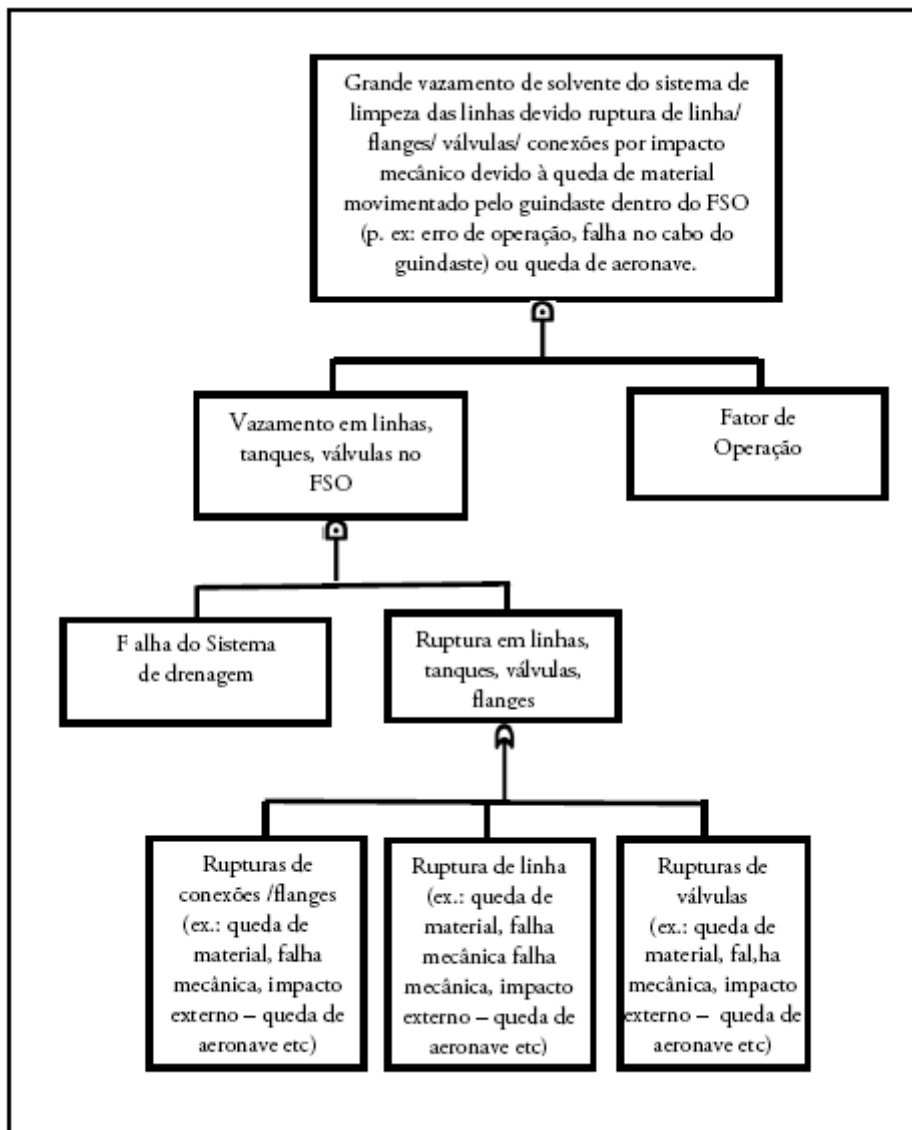 Grande vazamento de solvente do sistema de
limpeza das linhas devido ruptura de linha/
flanges/ válvulas/ conexões por impacto
mecânico devido à queda de material
movimentado pelo guindaste dentro do FSO
(p. ex: erro de operação, falha no cabo do
guindaste) ou queda de aeronave.
Vazamento em linhas,
tanques, válvulas no
FSO
Fator de
Operação
F alha do Sistema
de drenagem
Ruptura em linhas,
tanques, válvulas,
flanges
Rupturas de
conexões /flanges
(ex.: queda de
material, falha
mecânica, impacto
externo – queda de
aeronave etc)
Ruptura de linha
(ex.: queda de
material, falha
mecânica falha
mecânica, impacto
externo – queda de
aeronave etc)
Rupturas de
válvulas
(ex.: queda de
material, fal,ha
mecânica, impacto
externo – queda de
aeronave etc)